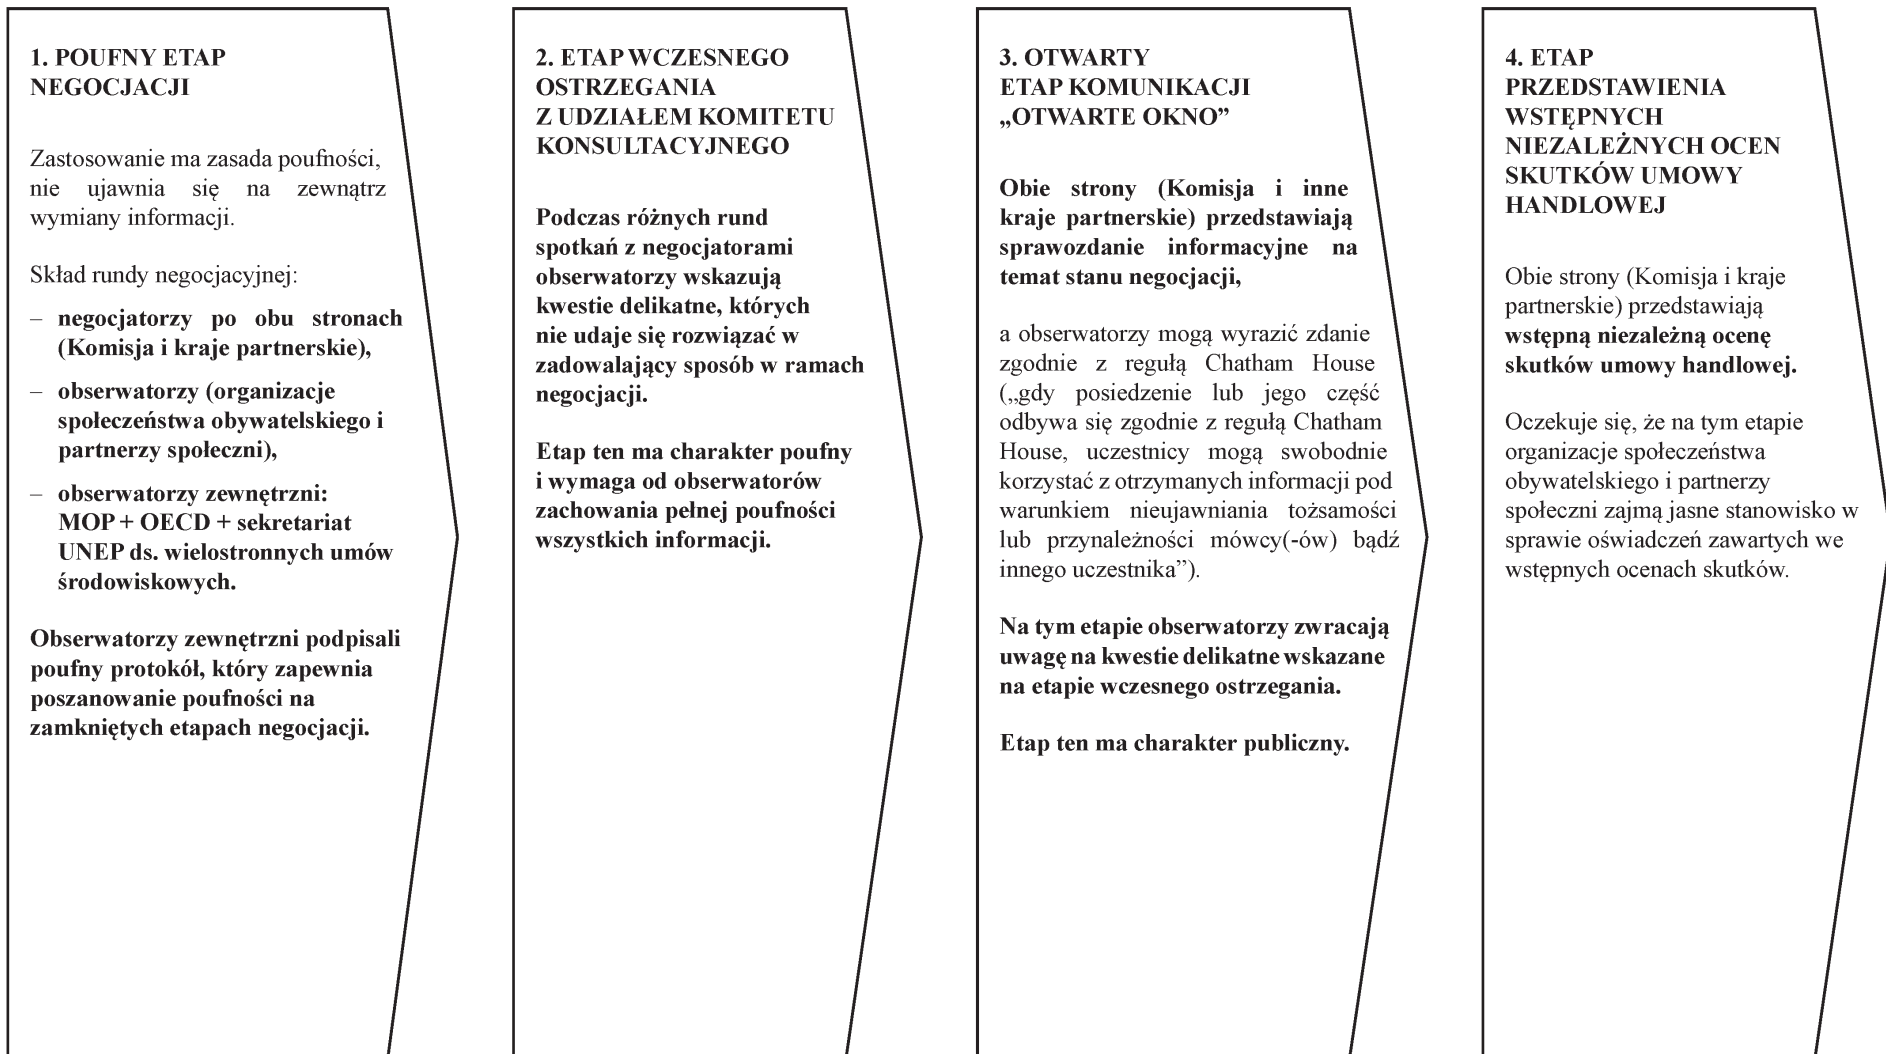 1. POUFNY ETAP
NEGOCJACJI
Zastosowanie ma zasada poufności,
nie ujawnia się na zewnątrz
wymiany informacji.
Skład rundy negocjacyjnej:
– negocjatorzy po obu stronach
(Komisja i kraje partnerskie),
– obserwatorzy (organizacje
społeczeństwa obywatelskiego i
partnerzy społeczni),
– obserwatorzy zewnętrzni:
MOP + OECD + sekretariat
UNEP ds. wielostronnych umów
środowiskowych.
Obserwatorzy zewnętrzni podpisali
poufny protokół, który zapewnia
poszanowanie poufności na
zamkniętych etapach negocjacji.
2. ETAP WCZESNEGO
OSTRZEGANIA
Z UDZIAŁEM KOMITETU
KONSULTACYJNEGO
Podczas różnych rund
spotkań z negocjatorami
obserwatorzy wskazują
kwestie delikatne, których
nie udaje się rozwiązać w
zadowalający sposób w ramach
negocjacji.
Etap ten ma charakter poufny
i wymaga od obserwatorów
zachowania pełnej poufności
wszystkich informacji.
3. OTWARTY
ETAP KOMUNIKACJI
„OTWARTE OKNO”
Obie strony (Komisja i inne
kraje partnerskie) przedstawiają
sprawozdanie informacyjne na
temat stanu negocjacji,
a obserwatorzy mogą wyrazić zdanie
zgodnie z regułą Chatham House
(„gdy posiedzenie lub jego część
odbywa się zgodnie z regułą Chatham
House, uczestnicy mogą swobodnie
korzystać z otrzymanych informacji pod
warunkiem nieujawniania tożsamości
lub przynależności mówcy(-ów) bądź
innego uczestnika”).
Na tym etapie obserwatorzy zwracają
uwagę na kwestie delikatne wskazane
na etapie wczesnego ostrzegania.
Etap ten ma charakter publiczny.
4. ETAP
PRZEDSTAWIENIA
WSTĘPNYCH
NIEZALEŻNYCH OCEN
SKUTKÓW UMOWY
HANDLOWEJ
Obie strony (Komisja i kraje
partnerskie) przedstawiają
wstępną niezależną ocenę
skutków umowy handlowej.
Oczekuje się, że na tym etapie
organizacje społeczeństwa
obywatelskiego i partnerzy
społeczni zajmą jasne stanowisko w
sprawie oświadczeń zawartych we
wstępnych ocenach skutków.